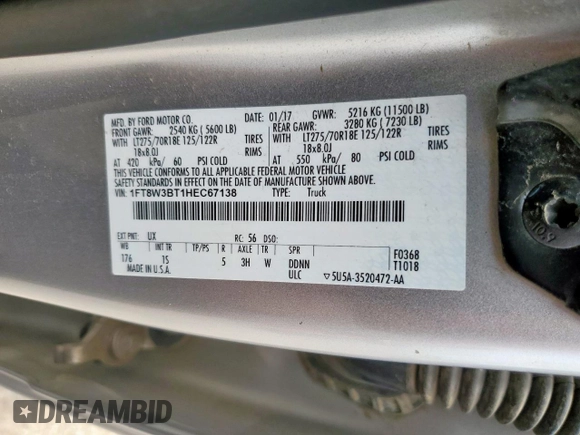 MFD. BY FORD MOTOR CO.
DATE: 01/17 GVWR: 5216 KG (11500 LB)
FRONT GAWR: 2540 KG ( 5600 LB) REAR GAWR: 3280 KG ( 7230 LB)
WITH LT275/70R18E 125/122R TIRES WITH LT275/70R18E 125/122R TIRES
18x8.0J RIMS 18x8.0J RIMS
AT 420 kPa/ 60 PSI COLD AT 550 kPa/ 80 PSI COLD
THIS VEHICLE CONFORMS TO ALL APPLICABLE FEDERAL MOTOR VEHICLE SAFETY STANDARDS IN EFFECT ON THE DATE OF MANUFACTURE SHOWN ABOVE.
VIN: 1FT8W3BT1HEC67138 TYPE: Truck
EXT PNT: UX RC: 56 DSO:
WB INT TR TP/PS R AXLE TR SPR F0368
176 1S 5 3H W DDNN T1018
MADE IN U.S.A. ULC ▽5U5A-3520472-AA
DREAMBID